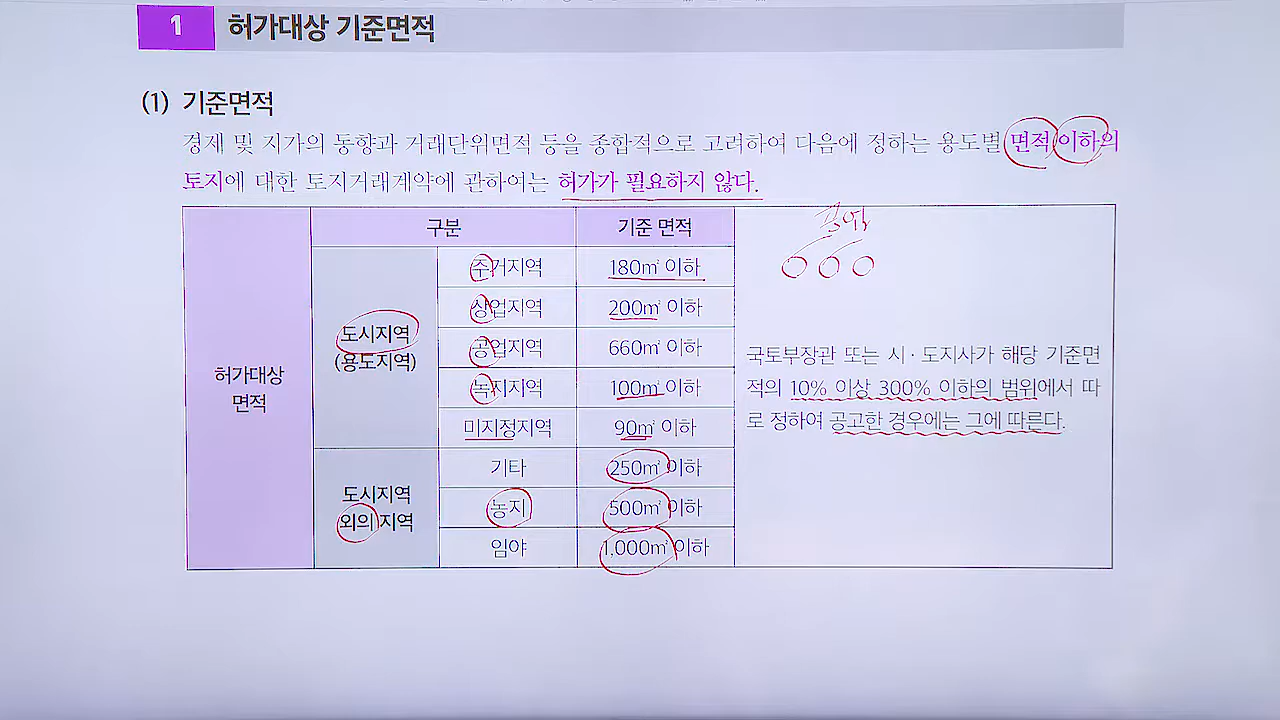 1 허가대상 기준면적
(1) 기준면적
경제 및 지가의 동향과 거래단위면적 등을 종합적으로 고려하여 다음에 정하는 용도별 면적 이하의
토지에 대한 토지거래계약에 관하여는 허가가 필요하지 않다.
구분 기준 면적
허가대상
면적
도시지역
(용도지역)
주거지역 180㎡ 이하
상업지역 200㎡ 이하
공업지역 660㎡ 이하
녹지지역 100㎡ 이하
미지정지역 90㎡ 이하
도시지역
외의 지역
기타 250㎡ 이하
농지 500㎡ 이하
임야 1,000㎡ 이하
국토부장관 또는 시·도지사가 해당 기준면
적의 10% 이상 300% 이하의 범위에서 따
로 정하여 공고한 경우에는 그에 따른다.